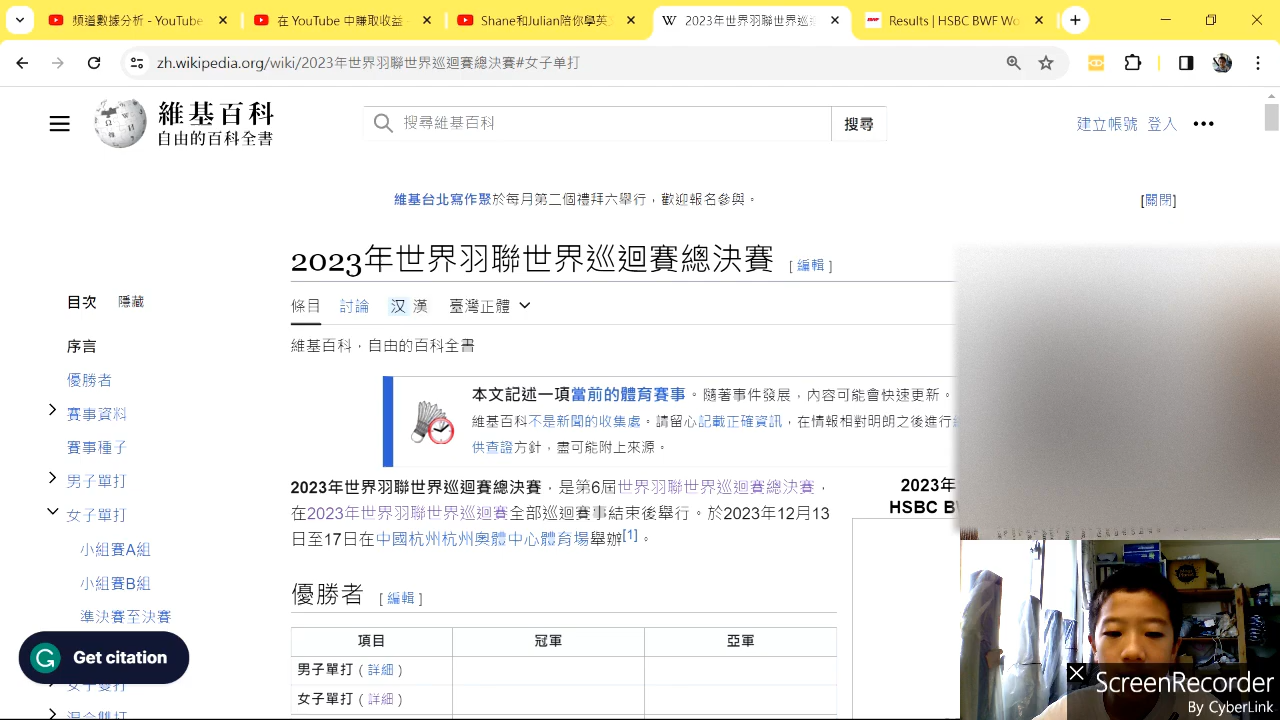 頻道數據分析 - YouTube
在 YouTube 中賺取收益 -
Shane和Julian陪你學英
2023年世界羽聯世界巡迴
Results | HSBC BWF Wo
zh.wikipedia.org/wiki/2023年世界羽聯世界巡迴賽總決賽#女子單打
維基百科
自由的百科全書
搜尋維基百科
搜尋
建立帳號 登入
維基台北寫作聚於每月第二個禮拜六舉行，歡迎報名參與。
[關閉]
2023年世界羽聯世界巡迴賽總決賽 [ 編輯 ]
目次 隱藏
條目 討論 汉 漢 臺灣正體
序言
維基百科，自由的百科全書
優勝者
賽事資料
賽事種子
男子單打
女子單打
小組賽A組
小組賽B組
準決賽至決賽
女子雙打
混合雙打
本文記述一項當前的體育賽事。隨著事件發展，內容可能會快速更新。
維基百科不是新聞的收集處。請留心記載正確資訊，在情報相對明朗之後進行
供查證方針，盡可能附上來源。
2023年世界羽聯世界巡迴賽總決賽，是第6屆世界羽聯世界巡迴賽總決賽，
在2023年世界羽聯世界巡迴賽全部巡迴賽事結束後舉行。於2023年12月13
日至17日在中國杭州杭州奧體中心體育場舉辦[1]。
2023年
HSBC BW
優勝者 [ 編輯 ]
項目 冠軍 亞軍
男子單打 ( 詳細 )
女子單打 ( 詳細 )
Get citation
ScreenRecorder
By CyberLink